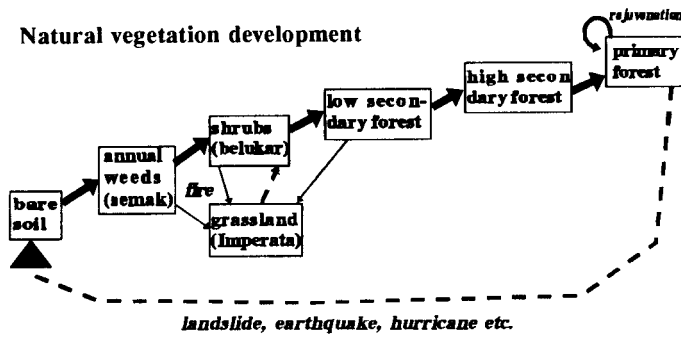 Natural vegetation development
rejuvenation
primary
forest
high secon
dary forest
low secon-
dary forest
shrubs
(belukar)
annual
weeds
(semak)
fire
bare
soil
grassland
(Imperata)
landslide, earthquake, hurricane etc.